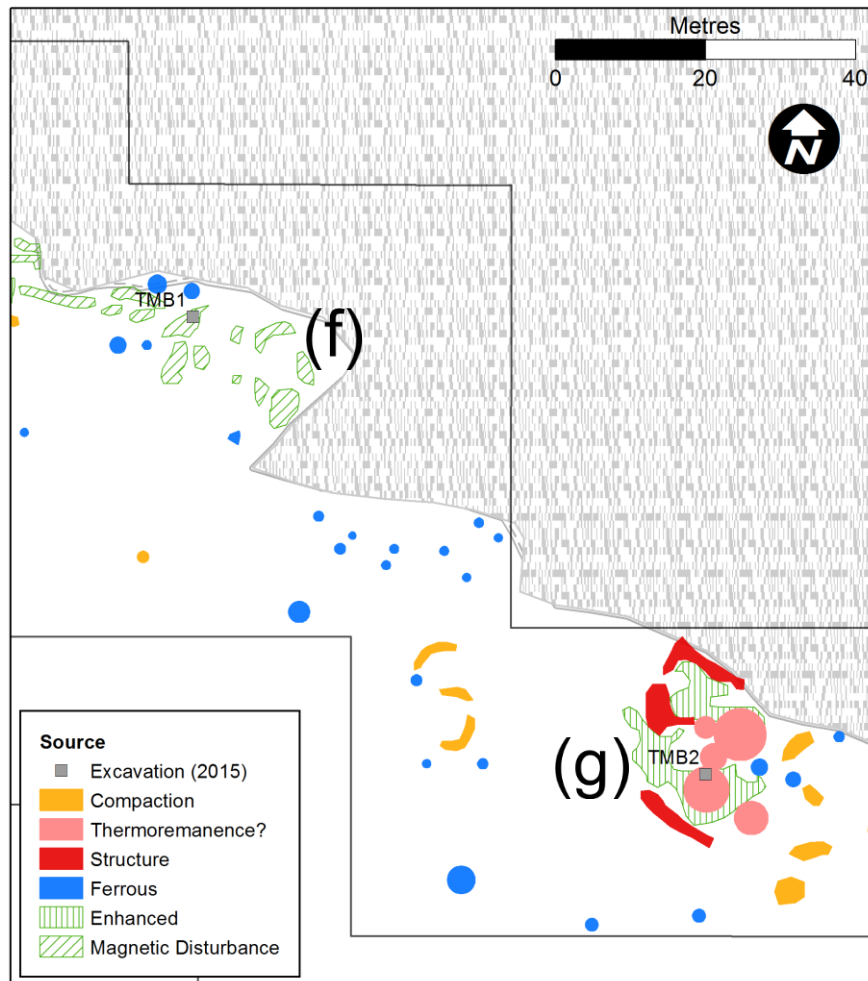 Metres
0 20 40
N
TMB1
(f)
TMB2
(g)
Source
Excavation (2015)
Compaction
Thermoremanence?
Structure
Ferrous
Enhanced
Magnetic Disturbance